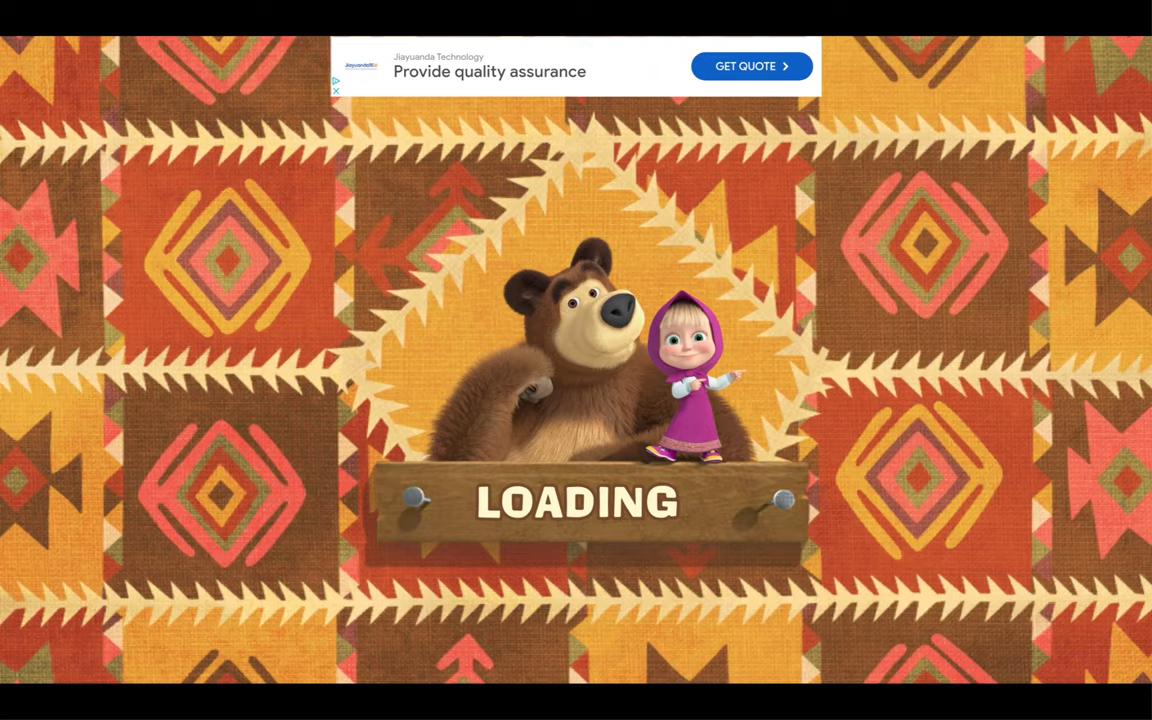 Jiayuanda Technology
Provide quality assurance
GET QUOTE
LOADING